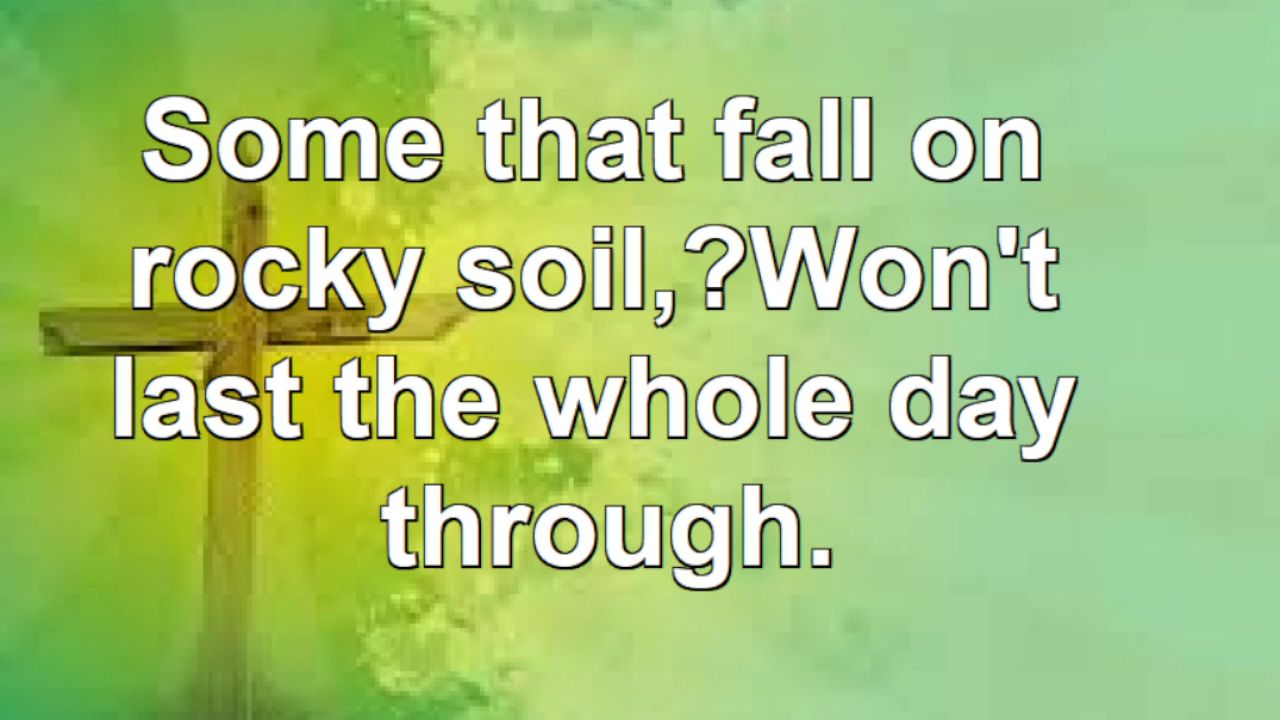 Some that fall on
rocky soil,?Won't
last the whole day
through.